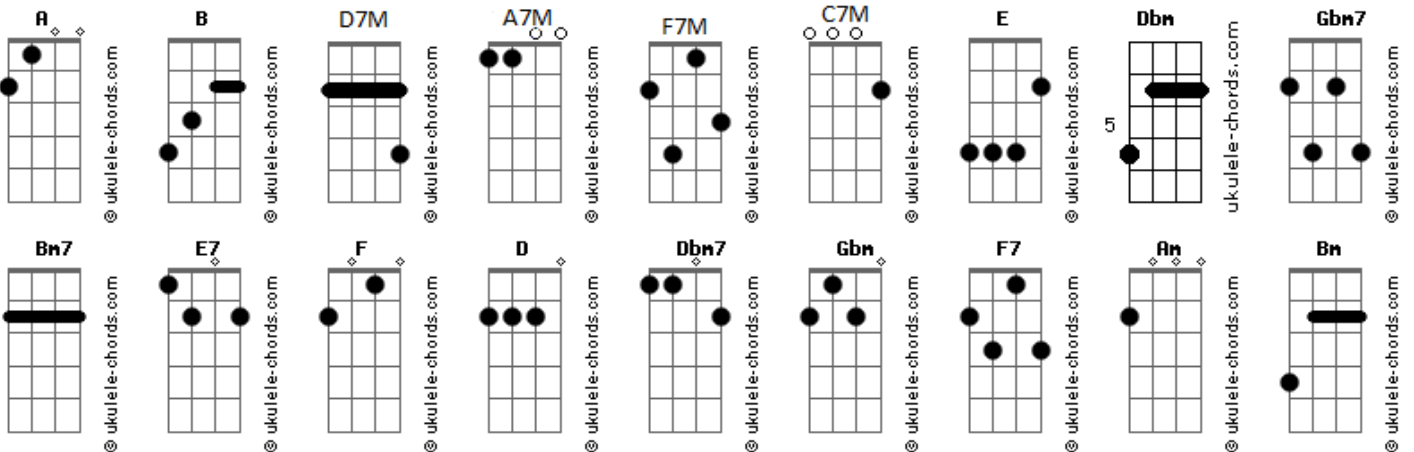 A B D7M A7M F7M C7M E Dbm Gbm7
© ukulele-chords.com © ukulele-chords.com © ukulele-chords.com © ukulele-chords.com © ukulele-chords.com © ukulele-chords.com © ukulele-chords.com ukulele-chords.com © ukulele-chords.com
5
Bm7 E7 F D Dbm7 Gbm F7 Am Bm
© ukulele-chords.com © ukulele-chords.com © ukulele-chords.com © ukulele-chords.com © ukulele-chords.com © ukulele-chords.com © ukulele-chords.com © ukulele-chords.com © ukulele-chords.com